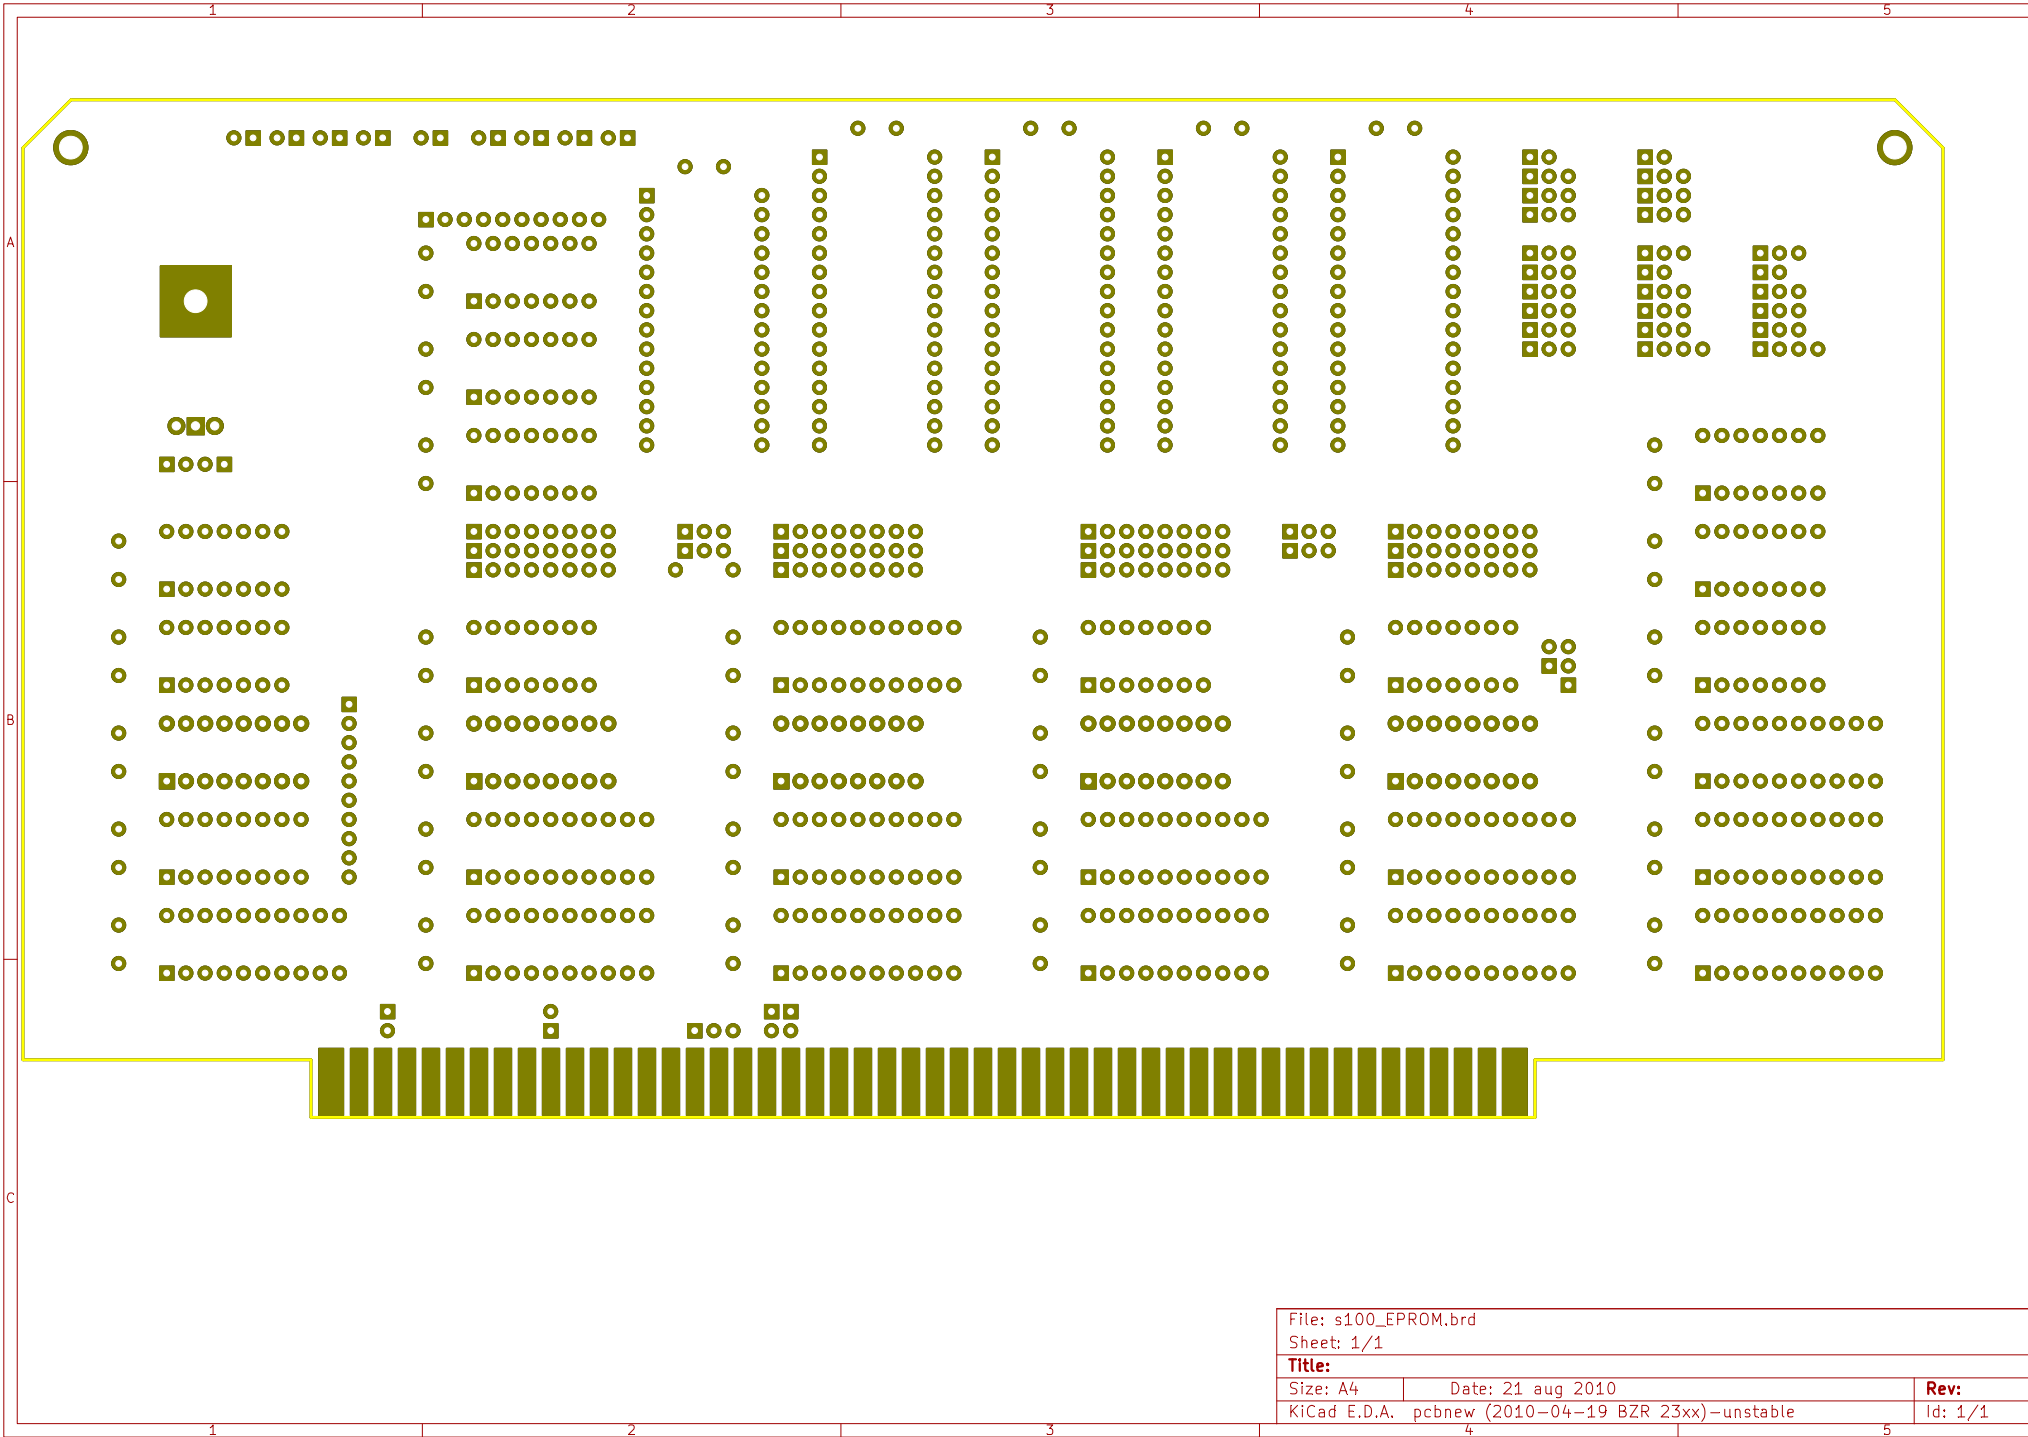 1 2 3 4 5
A
B
C
File: s100_EPROM.brd
Sheet: 1/1
Title:
Size: A4 Date: 21 aug 2010 Rev:
KiCad E.D.A. pcbnew (2010-04-19 BZR 23xx)-unstable Id: 1/1
1 2 3 4 5